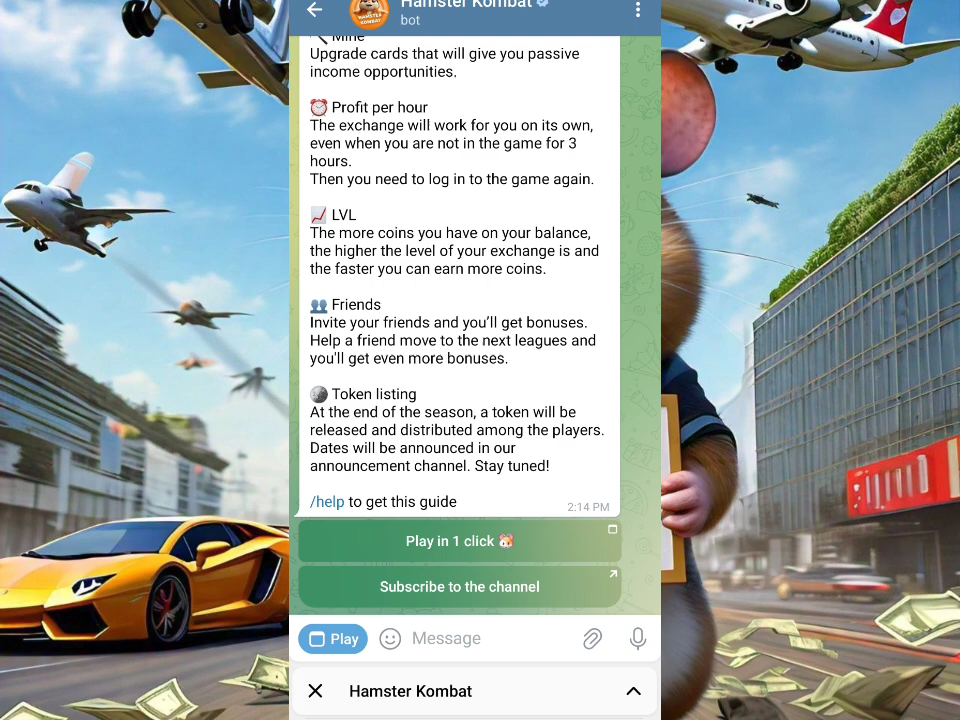 Hamster Kombat
bot
HAMSTER
KOMBAT
Mine
Upgrade cards that will give you passive
income opportunities.
Profit per hour
The exchange will work for you on its own,
even when you are not in the game for 3
hours.
Then you need to log in to the game again.
LVL
The more coins you have on your balance,
the higher the level of your exchange is and
the faster you can earn more coins.
Friends
Invite your friends and you’ll get bonuses.
Help a friend move to the next leagues and
you'll get even more bonuses.
Token listing
At the end of the season, a token will be
released and distributed among the players.
Dates will be announced in our
announcement channel. Stay tuned!
/help to get this guide
2:14 PM
Play in 1 click
Subscribe to the channel
Play
Message
Hamster Kombat